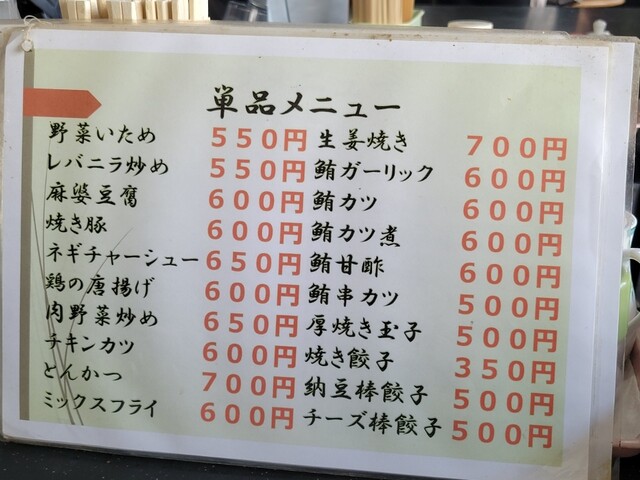 単品メニュー
野菜いため 550円
レバニラ炒め 550円
麻婆豆腐 600円
焼き豚 600円
ネギチャーシュー 650円
鶏の唐揚げ 600円
肉野菜炒め 650円
チキンカツ 600円
とんかつ 700円
ミックスフライ 600円
生姜焼き 700円
鮪ガーリック 600円
鮪カツ 600円
鮪カツ煮 600円
鮪甘酢 600円
鮪串カツ 500円
厚焼き玉子 500円
焼き餃子 350円
納豆棒餃子 500円
チーズ棒餃子 500円